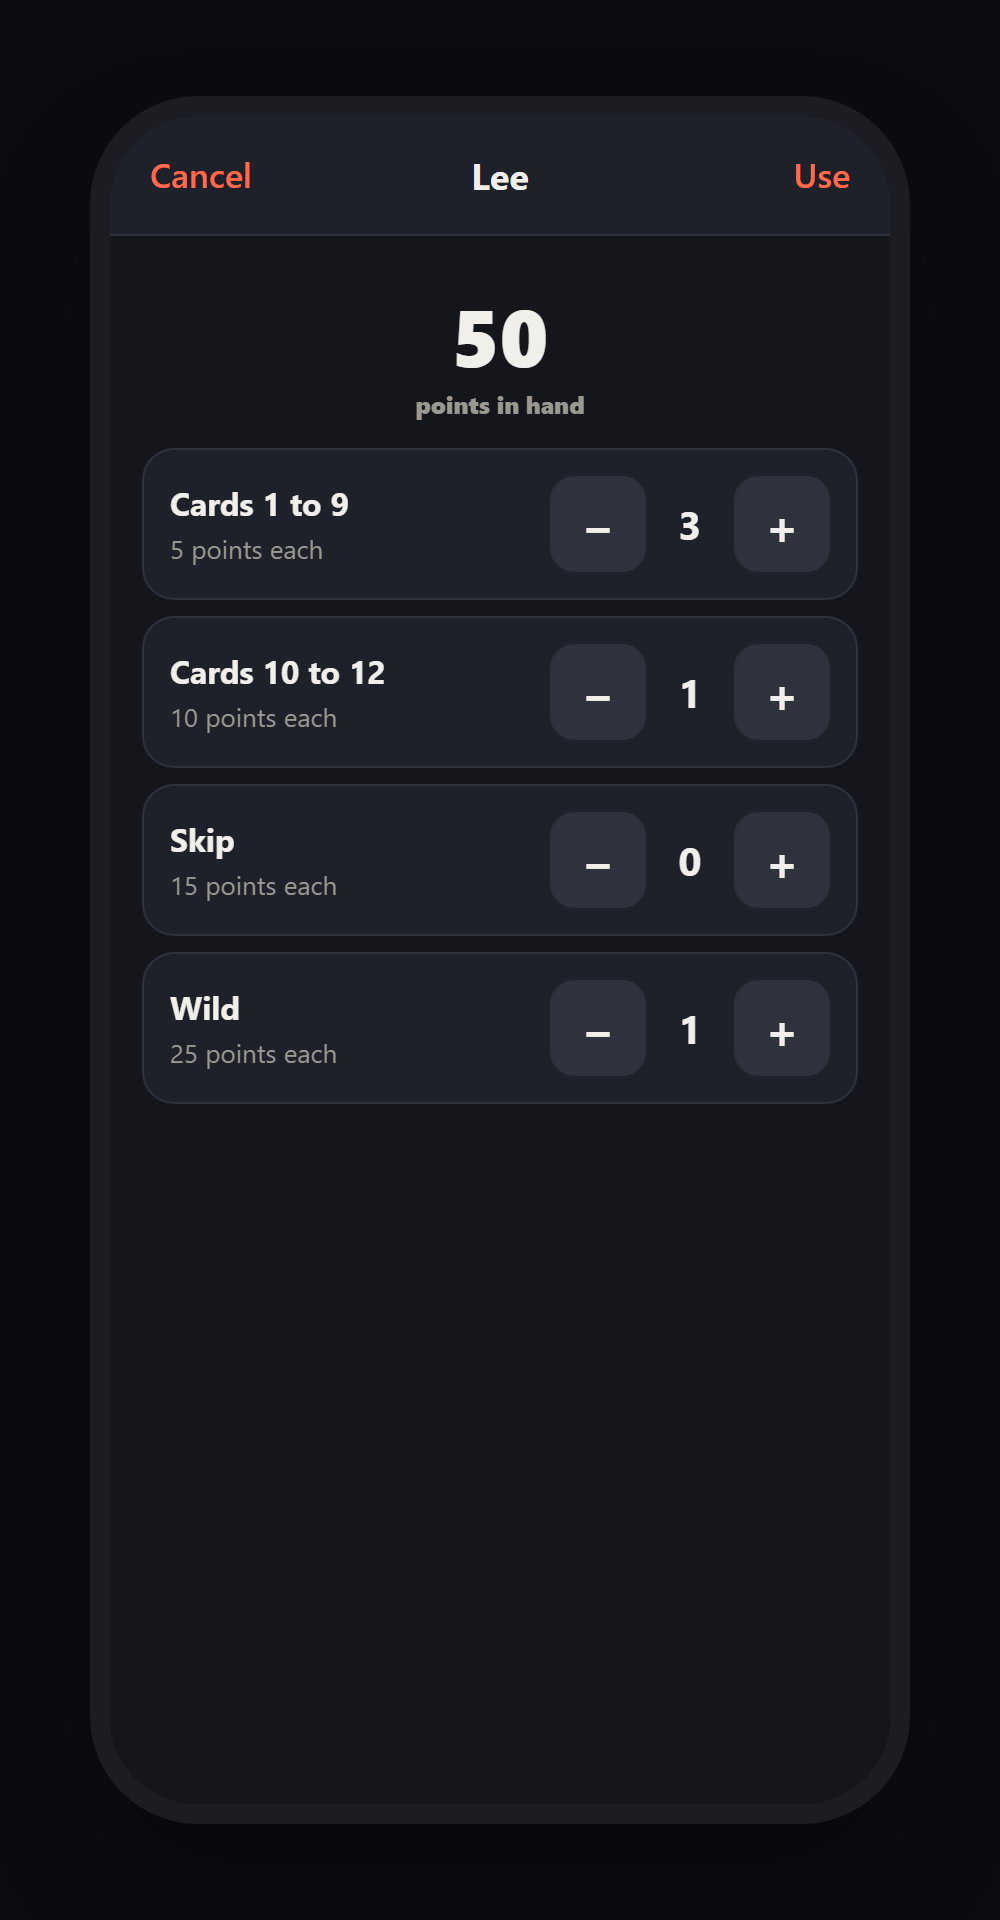 Cancel Lee Use
50
points in hand
Cards 1 to 9
5 points each
– 3 +
Cards 10 to 12
10 points each
– 1 +
Skip
15 points each
– 0 +
Wild
25 points each
– 1 +